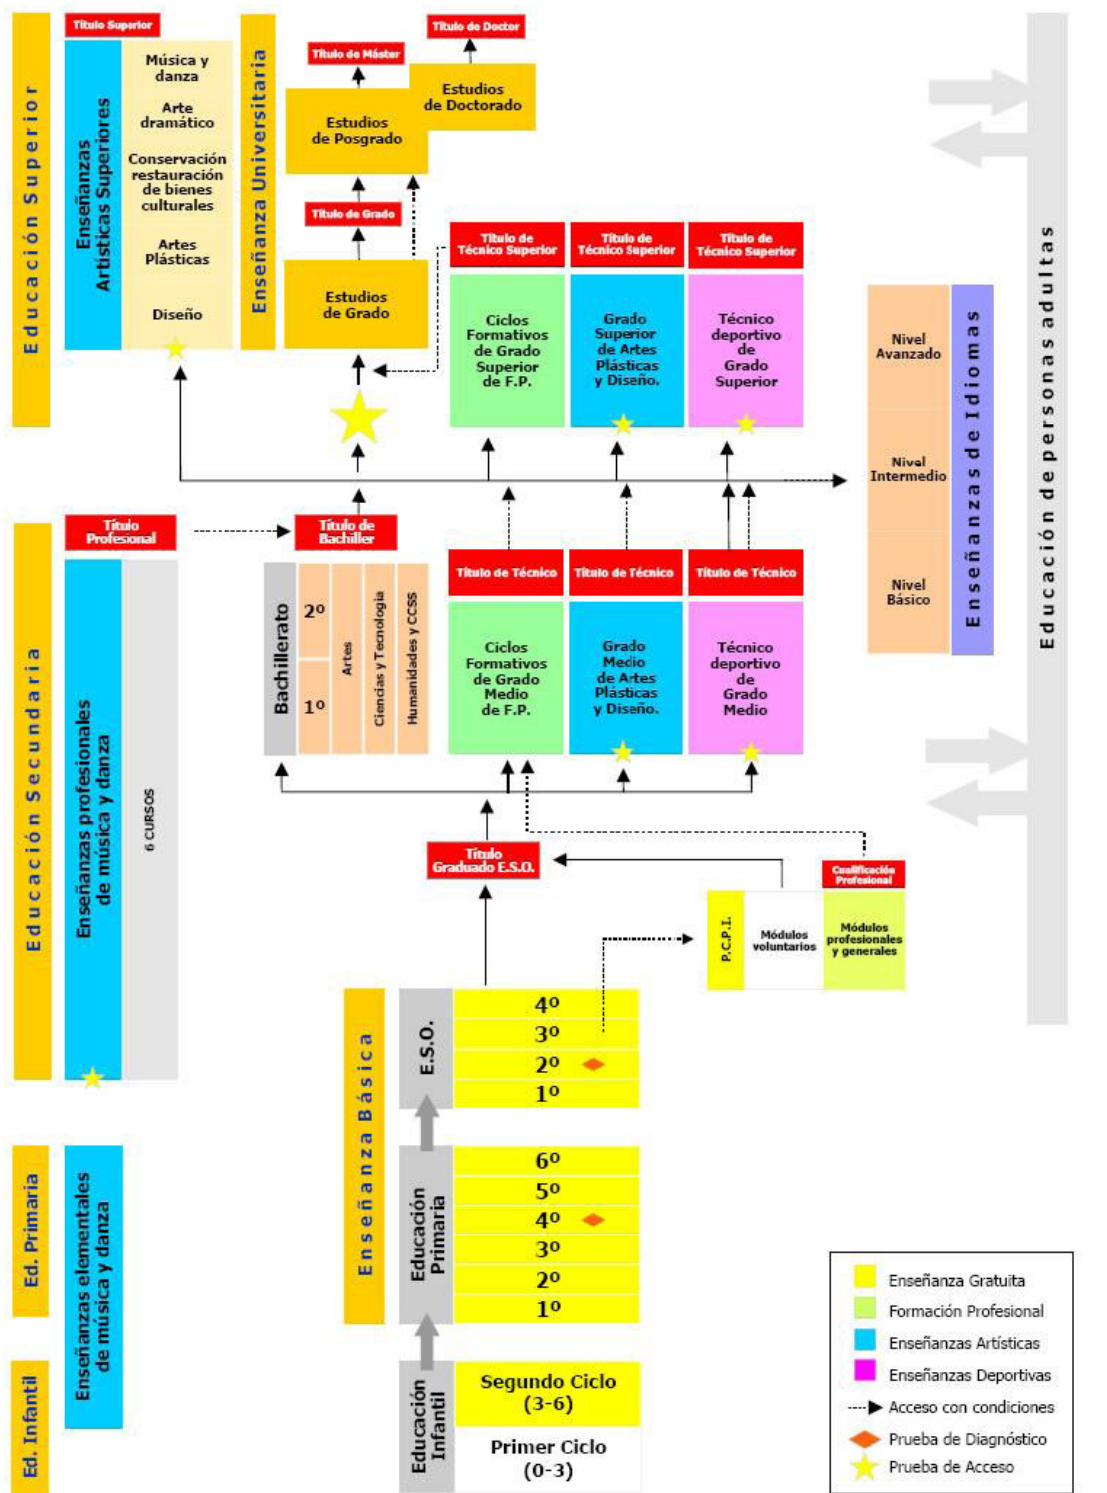 Educación Superior
Título Superior
Enseñanzas
Artísticas Superiores
Música y
danza
Arte
dramático
Conservación
restauración
de bienes
culturales
Artes
Plásticas
Diseño
Enseñanza Universitaria
Título de Máster
Título de Doctor
Estudios
de Doctorado
Estudios
de Posgrado
Título de Grado
Estudios
de Grado
Título de
Técnico Superior
Título de
Técnico Superior
Título de
Técnico Superior
Ciclos
Formativos
de Grado
Superior
de F.P.
Grado
Superior
de Artes
Plásticas
y Diseño.
Técnico
deportivo
de
Grado
Superior
Nivel
Avanzado
Nivel
Intermedio
Nivel
Básico
Enseñanzas de Idiomas
Educación de personas adultas
Educación Secundaria
Título
Profesional
Enseñanzas profesionales
de música y danza
6 CURSOS
Título de
Bachiller
Bachillerato
2º
1º
Artes
Ciencias y Tecnología
Humanidades y CCSS
Título de Técnico
Título de Técnico
Título de Técnico
Ciclos
Formativos
de Grado
Medio
de F.P.
Grado
Medio
de Artes
Plásticas
y Diseño.
Técnico
deportivo
de
Grado
Medio
Título
Graduado E.S.O.
Cualificación
Profesional
P.C.P.I.
Módulos
voluntarios
Módulos
profesionales
y generales
Enseñanza Básica
E.S.O.
4º
3º
2º
1º
Ed. Primaria
Enseñanzas elementales
de música y danza
Educación
Primaria
6º
5º
4º
3º
2º
1º
Ed. Infantil
Educación
Infantil
Segundo Ciclo
(3-6)
Primer Ciclo
(0-3)
Enseñanza Gratuita
Formación Profesional
Enseñanzas Artísticas
Enseñanzas Deportivas
Acceso con condiciones
Prueba de Diagnóstico
Prueba de Acceso